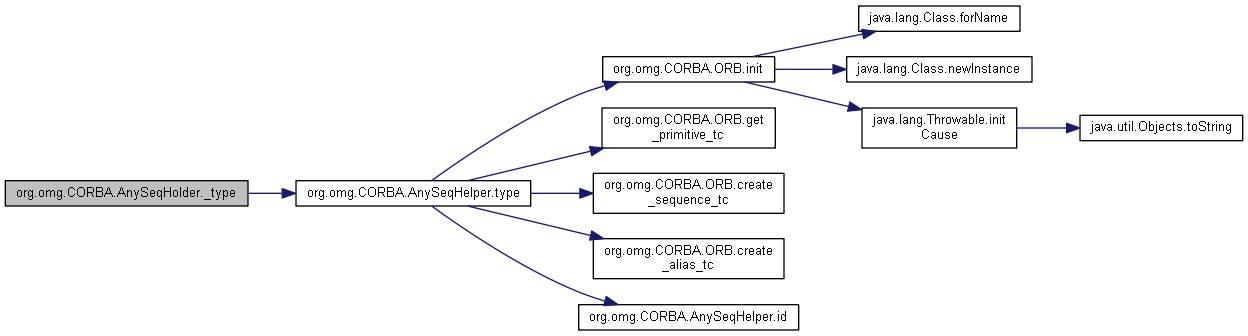 java.lang.Class.forName
org.omg.CORBA.ORB.init
java.lang.Class.newInstance
org.omg.CORBA.ORB.get
_primitive_tc
java.lang.Throwable.init
Cause
java.util.Objects.toString
org.omg.CORBA.AnySeqHolder._type
org.omg.CORBA.AnySeqHelper.type
org.omg.CORBA.ORB.create
_sequence_tc
org.omg.CORBA.ORB.create
_alias_tc
org.omg.CORBA.AnySeqHelper.id